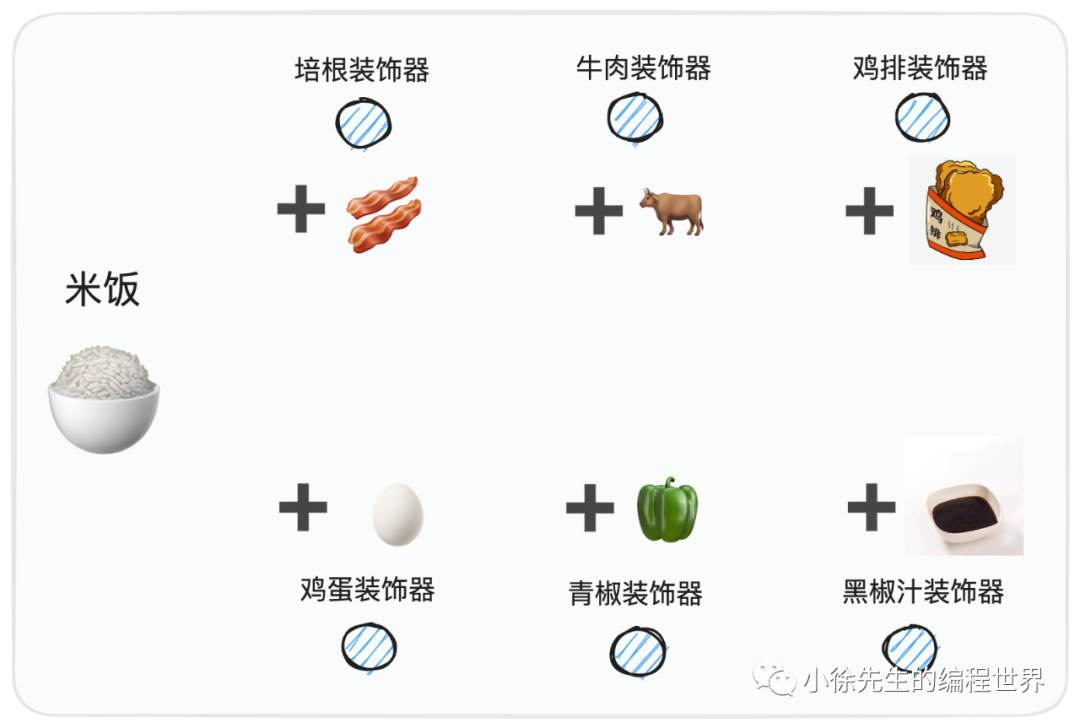 培根装饰器
牛肉装饰器
鸡排装饰器
鸡
排
米饭
鸡蛋装饰器
青椒装饰器
黑椒汁装饰器
小徐先生的编程世界